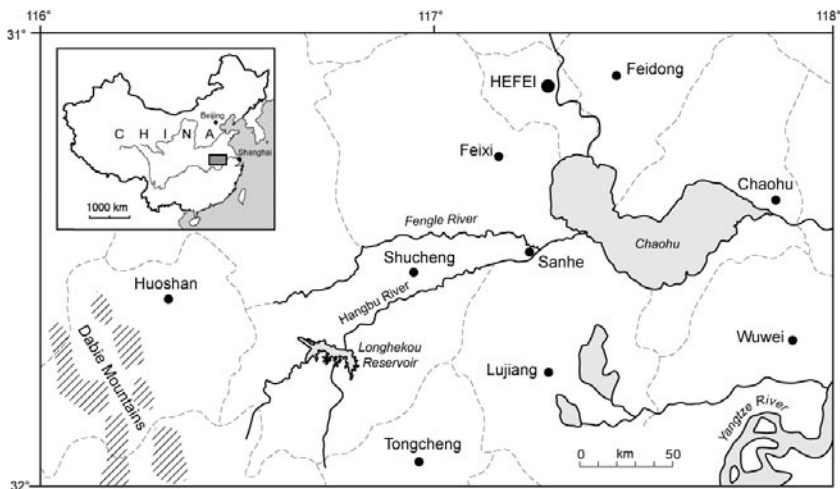 116°
117°
118°
31°
HEFEI
Feidong
Beijing
CHINA
Shanghai
1000 km
Feixi
Chaohu
Fengle River
Chaohu
Shucheng
Sanhe
Huoshan
Hangbu River
Dabie Mountains
Longhekou
Reservoir
Wuwei
Lujiang
Yangtze River
Tongcheng
0 km 50
32°